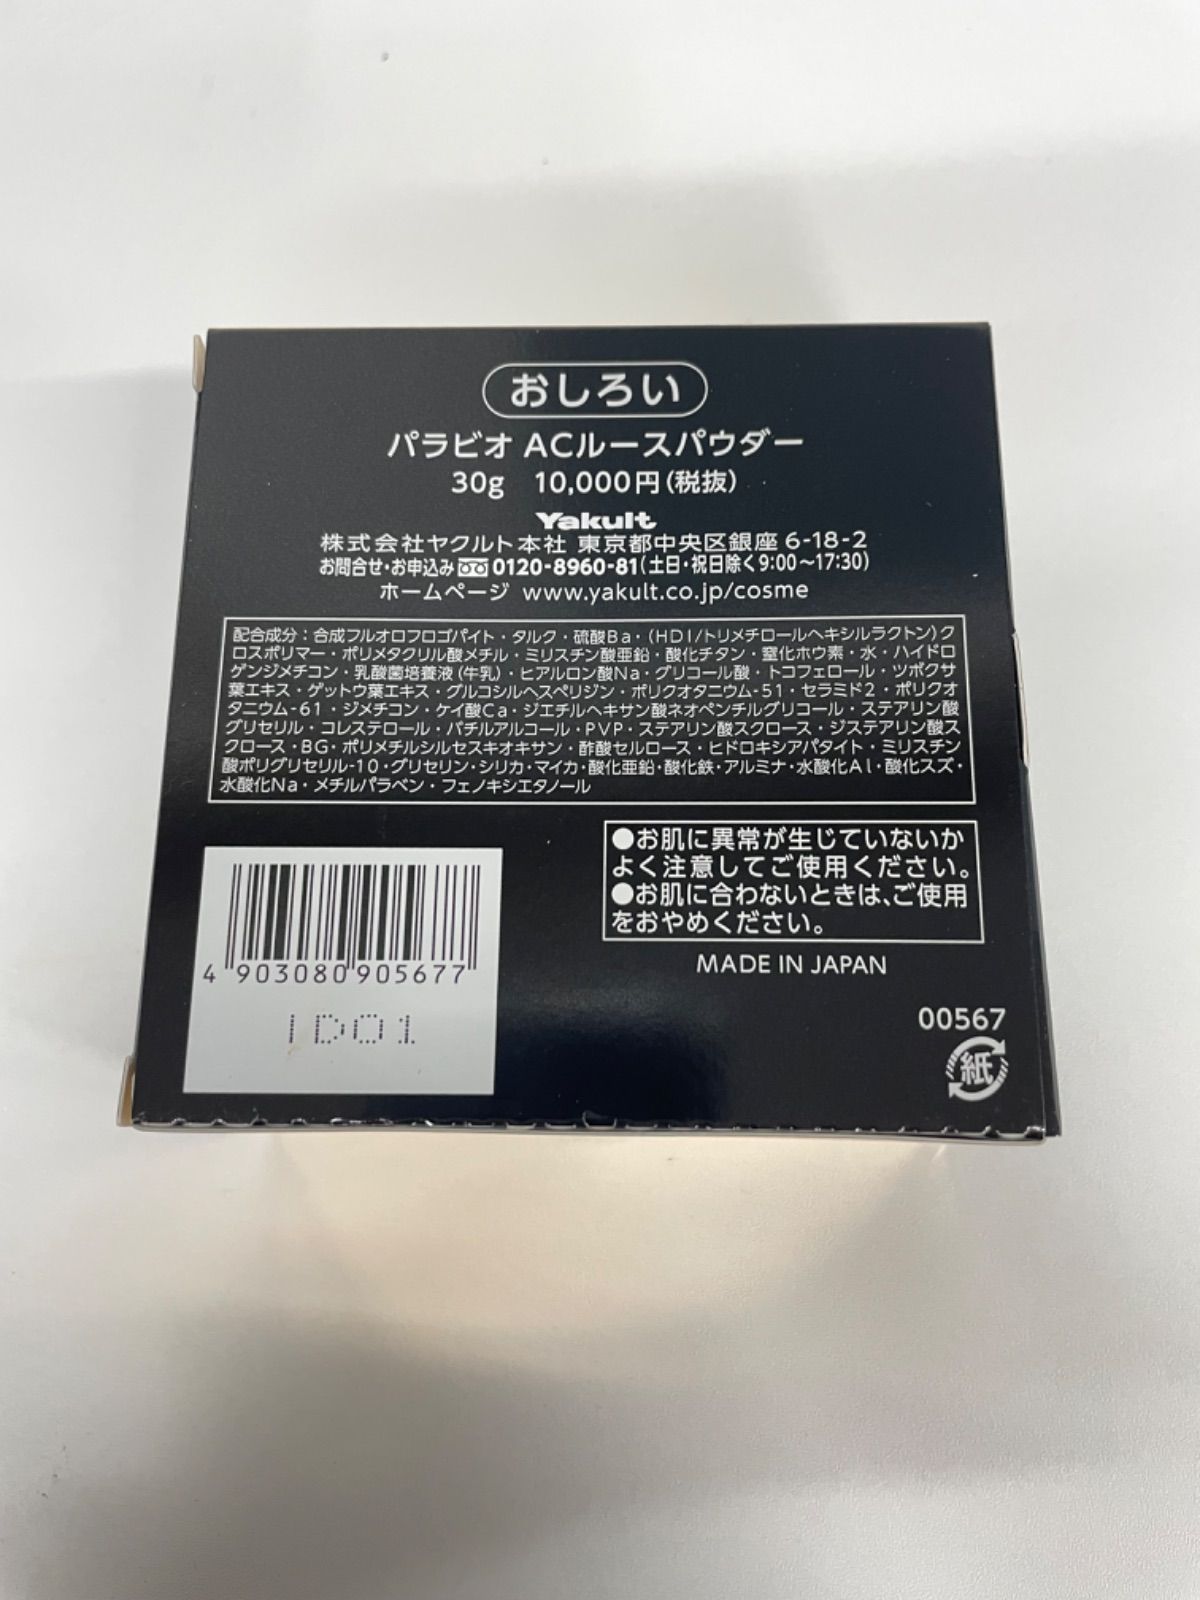 おしろい
パラビオ ACルースパウダー
30g 10,000円(税抜)
Yakult
株式会社ヤクルト本社 東京都中央区銀座6-18-2
お問合せ・お申込み 0120-8960-81(土日・祝日除く9:00〜17:30)
ホームページ www.yakult.co.jp/cosme
配合成分:合成フルオロフロゴパイト・タルク・硫酸Ba・(HDI/トリメチロールヘキシルラクトン)ク
ロスポリマー・ポリメタクリル酸メチル・ミリスチン酸亜鉛・酸化チタン・窒化ホウ素・水・ハイドロ
ゲンジメチコン・乳酸菌培養液(牛乳)・ヒアルロン酸Na・グリコール酸・トコフェロール・ツボクサ
葉エキス・ゲットウ葉エキス・グルコシルヘスペリジン・ポリクオタニウム-51・セラミド2・ポリクオ
タニウム-61・ジメチコン・ケイ酸Ca・ジエチルヘキサン酸ネオペンチルグリコール・ステアリン酸
グリセリル・コレステロール・バチルアルコール・PVP・ステアリン酸スクロース・ジステアリン酸ス
クロース・BG・ポリメチルシルセスキオキサン・酢酸セルロース・ヒドロキシアパタイト・ミリスチン
酸ポリグリセリル-10・グリセリン・シリカ・マイカ・酸化亜鉛・酸化鉄・アルミナ・水酸化Al・酸化スズ・
水酸化Na・メチルパラベン・フェノキシエタノール
●お肌に異常が生じていないか
よく注意してご使用ください。
●お肌に合わないときは、ご使用
をおやめください。
MADE IN JAPAN
4 903080 905677
ID01
00567
紙